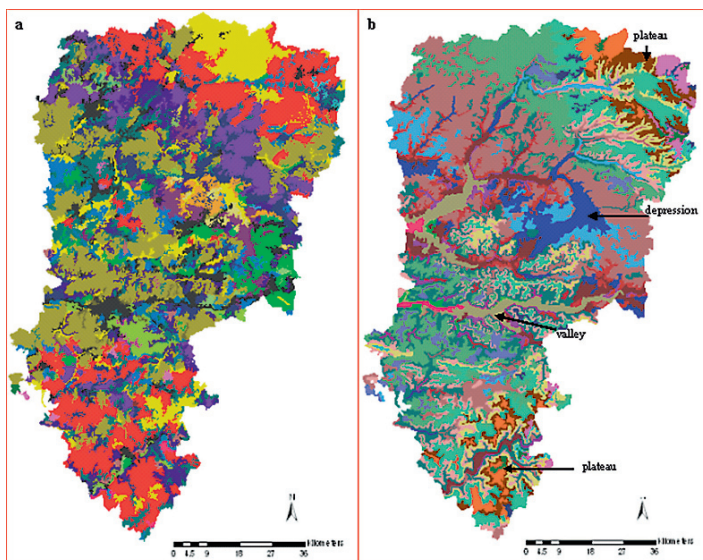 a
b
plateau
depression
valley
plateau
N
kilometers
0 4.5 9 18 27 36
N
kilometers
0 4.5 9 18 27 36